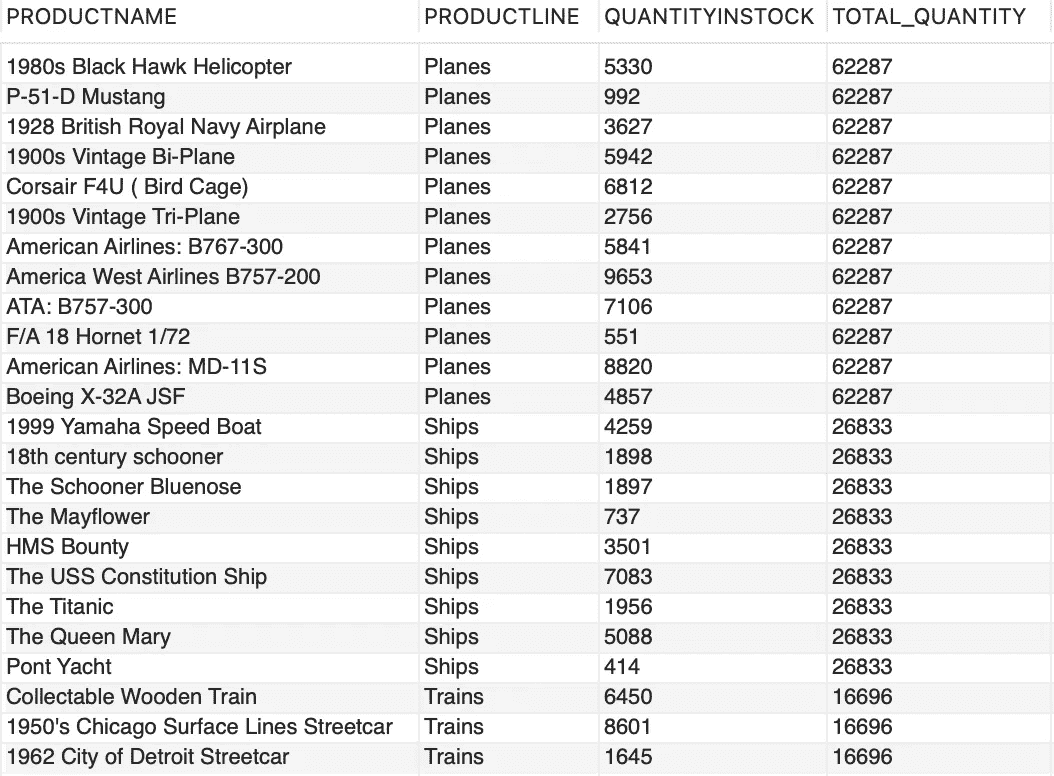 PRODUCTNAME PRODUCTLINE QUANTITYINSTOCK TOTAL_QUANTITY
1980s Black Hawk Helicopter Planes 5330 62287
P-51-D Mustang Planes 992 62287
1928 British Royal Navy Airplane Planes 3627 62287
1900s Vintage Bi-Plane Planes 5942 62287
Corsair F4U ( Bird Cage) Planes 6812 62287
1900s Vintage Tri-Plane Planes 2756 62287
American Airlines: B767-300 Planes 5841 62287
America West Airlines B757-200 Planes 9653 62287
ATA: B757-300 Planes 7106 62287
F/A 18 Hornet 1/72 Planes 551 62287
American Airlines: MD-11S Planes 8820 62287
Boeing X-32A JSF Planes 4857 62287
1999 Yamaha Speed Boat Ships 4259 26833
18th century schooner Ships 1898 26833
The Schooner Bluenose Ships 1897 26833
The Mayflower Ships 737 26833
HMS Bounty Ships 3501 26833
The USS Constitution Ship Ships 7083 26833
The Titanic Ships 1956 26833
The Queen Mary Ships 5088 26833
Pont Yacht Ships 414 26833
Collectable Wooden Train Trains 6450 16696
1950's Chicago Surface Lines Streetcar Trains 8601 16696
1962 City of Detroit Streetcar Trains 1645 16696